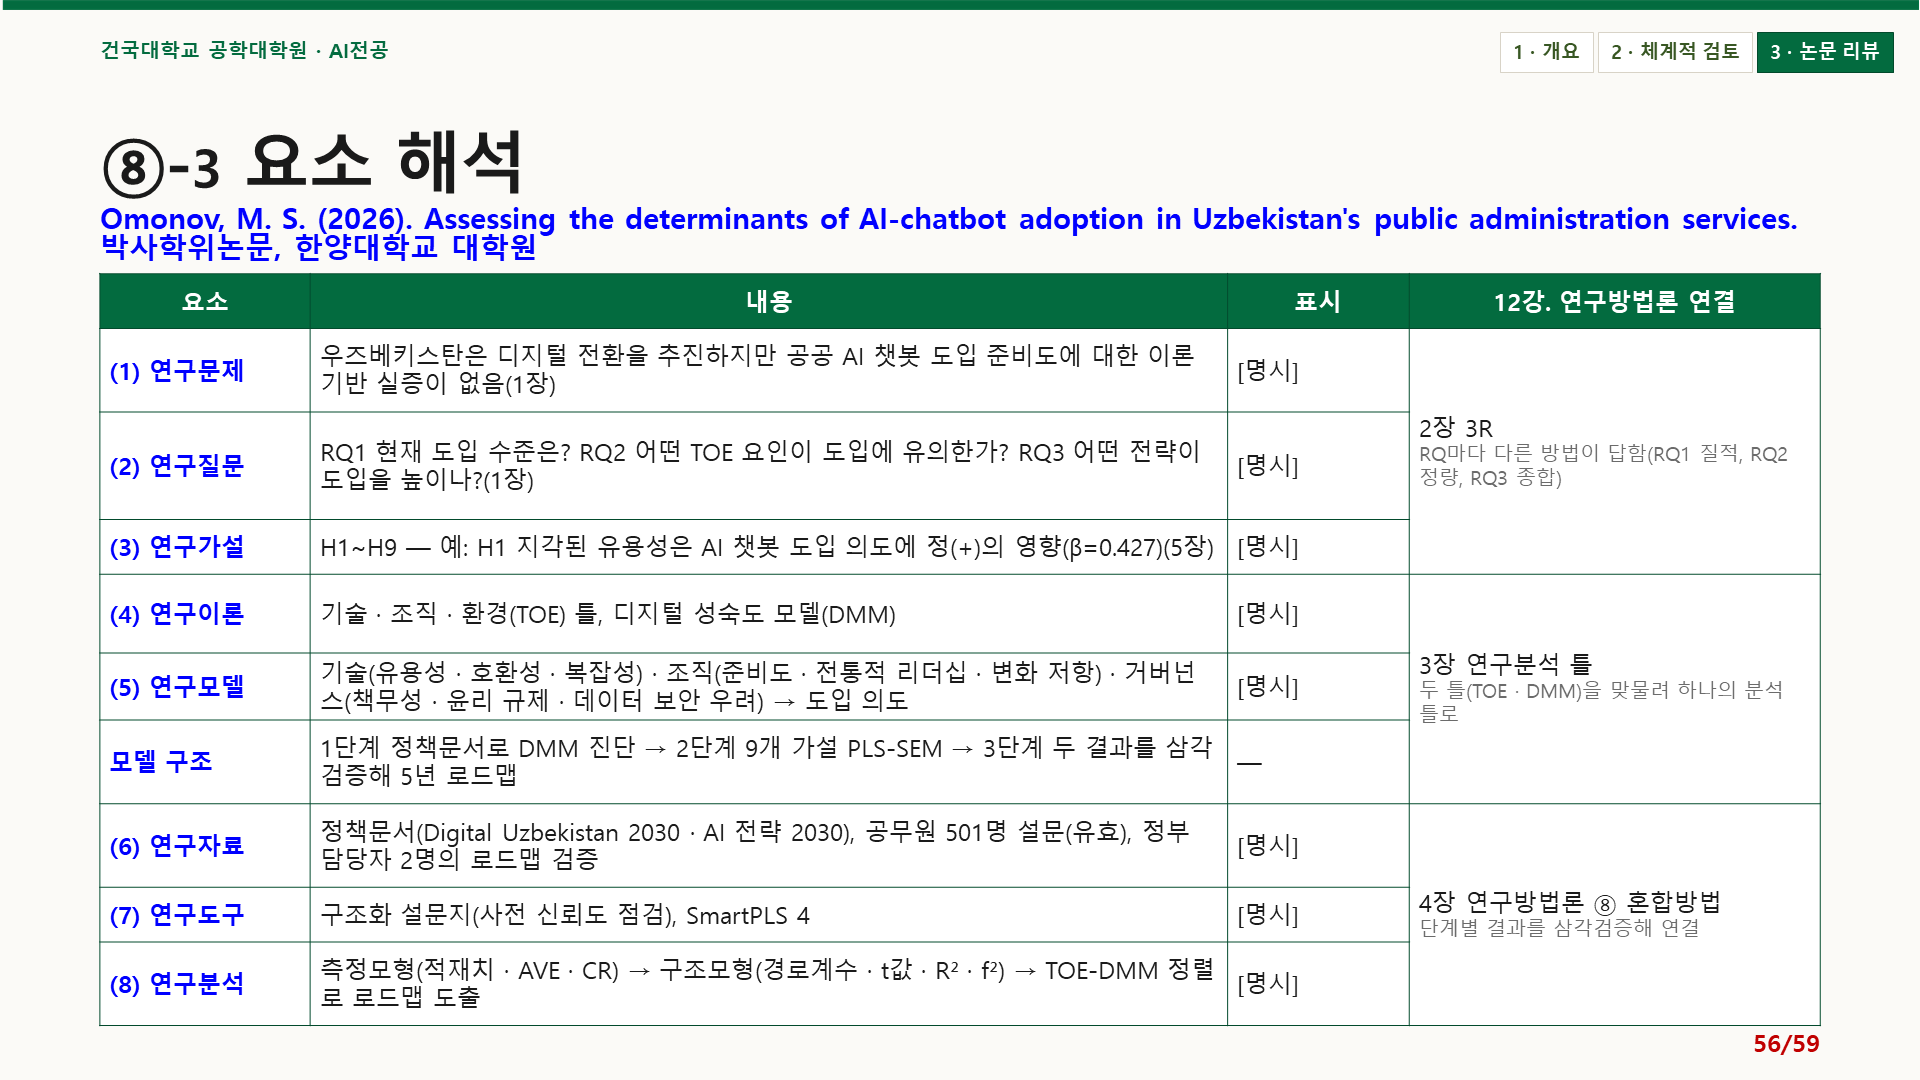 건국대학교 공학대학원 · AI전공
1 · 개요
2 · 체계적 검토
3 · 논문 리뷰
⑧-3 요소 해석
Omonov, M. S. (2026). Assessing the determinants of AI-chatbot adoption in Uzbekistan's public administration services.
박사학위논문, 한양대학교 대학원
요소
내용
표시
12강. 연구방법론 연결
(1) 연구문제
우즈베키스탄은 디지털 전환을 추진하지만 공공 AI 챗봇 도입 준비도에 대한 이론
기반 실증이 없음(1장)
[명시]
2장 3R
RQ마다 다른 방법이 답함(RQ1 질적, RQ2
정량, RQ3 종합)
(2) 연구질문
RQ1 현재 도입 수준은? RQ2 어떤 TOE 요인이 도입에 유의한가? RQ3 어떤 전략이
도입을 높이나?(1장)
[명시]
(3) 연구가설
H1~H9 — 예: H1 지각된 유용성은 AI 챗봇 도입 의도에 정(+)의 영향(β=0.427)(5장)
[명시]
(4) 연구이론
기술 · 조직 · 환경(TOE) 틀, 디지털 성숙도 모델(DMM)
[명시]
3장 연구분석 틀
두 틀(TOE · DMM)을 맞물려 하나의 분석
틀로
(5) 연구모델
기술(유용성 · 호환성 · 복잡성) · 조직(준비도 · 전통적 리더십 · 변화 저항) · 거버넌
스(책무성 · 윤리 규제 · 데이터 보안 우려) → 도입 의도
[명시]
모델 구조
1단계 정책문서로 DMM 진단 → 2단계 9개 가설 PLS-SEM → 3단계 두 결과를 삼각
검증해 5년 로드맵
—
(6) 연구자료
정책문서(Digital Uzbekistan 2030 · AI 전략 2030), 공무원 501명 설문(유효), 정부
담당자 2명의 로드맵 검증
[명시]
4장 연구방법론 ⑧ 혼합방법
단계별 결과를 삼각검증해 연결
(7) 연구도구
구조화 설문지(사전 신뢰도 점검), SmartPLS 4
[명시]
(8) 연구분석
측정모형(적재치 · AVE · CR) → 구조모형(경로계수 · t값 · R² · f²) → TOE-DMM 정렬
로 로드맵 도출
[명시]
56/59